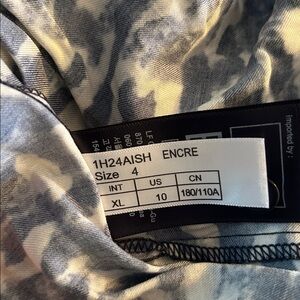 1H24AISH ENCRE
Size 4
INT US CN
XL 10 180/110A
imported by :